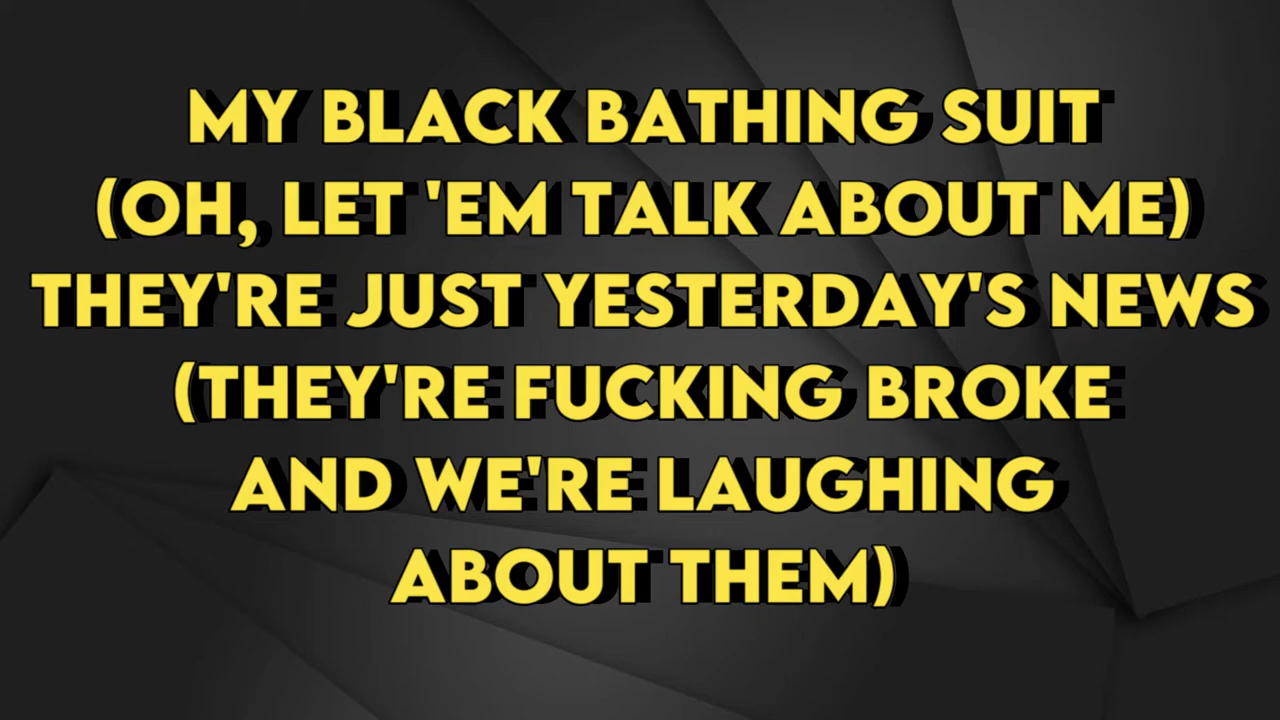 MY BLACK BATHING SUIT
(OH, LET 'EM TALK ABOUT ME)
THEY'RE JUST YESTERDAY'S NEWS
(THEY'RE FUCKING BROKE
AND WE'RE LAUGHING
ABOUT THEM)